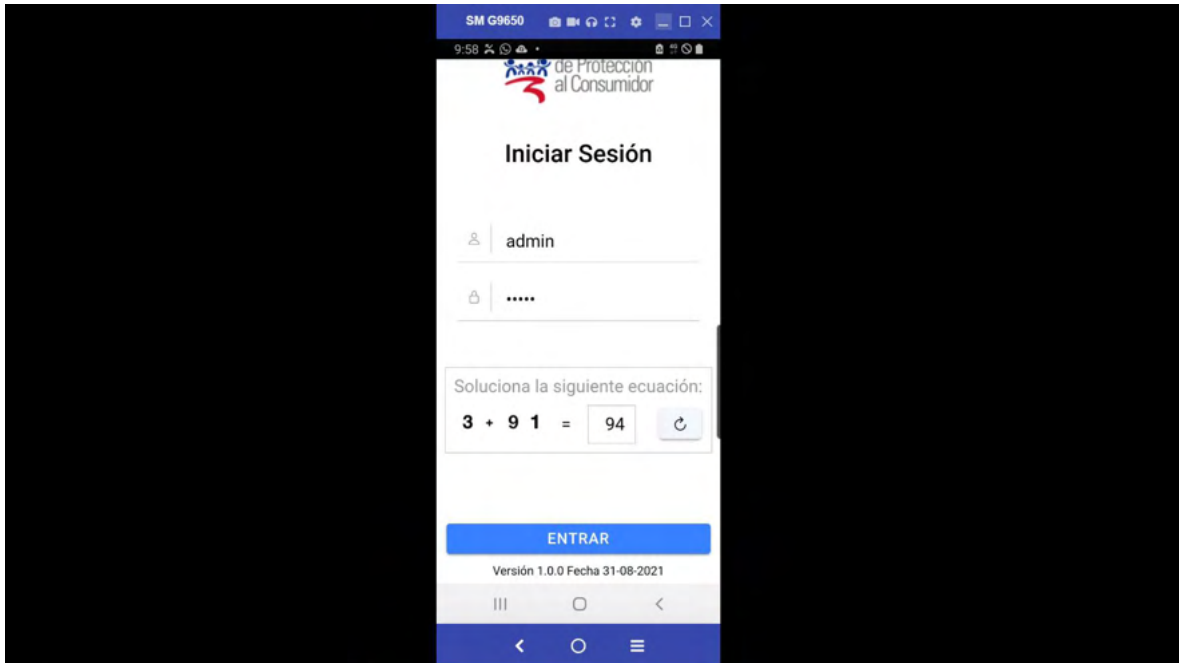 SM G9650
9:58
de Protección
al Consumidor
Iniciar Sesión
admin
•••••
Soluciona la siguiente ecuación:
3 + 9 1 = 94
ENTRAR
Versión 1.0.0 Fecha 31-08-2021